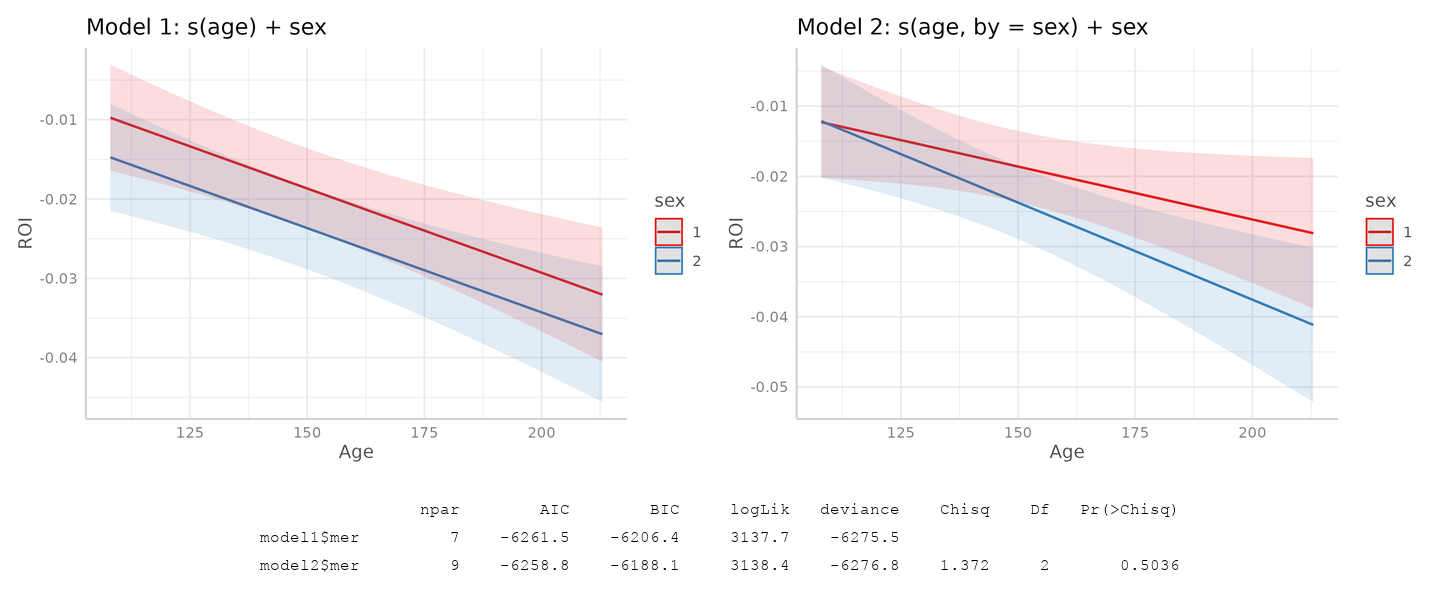 Model 1: s(age) + sex
-0.01
-0.02
-0.03
-0.04
ROI
125 150 175 200
Age
sex
1
2
Model 2: s(age, by = sex) + sex
-0.01
-0.02
-0.03
-0.04
-0.05
ROI
125 150 175 200
Age
sex
1
2
npar AIC BIC logLik deviance Chisq Df Pr(>Chisq)
model1$mer 7 -6261.5 -6206.4 3137.7 -6275.5
model2$mer 9 -6258.8 -6188.1 3138.4 -6276.8 1.372 2 0.5036